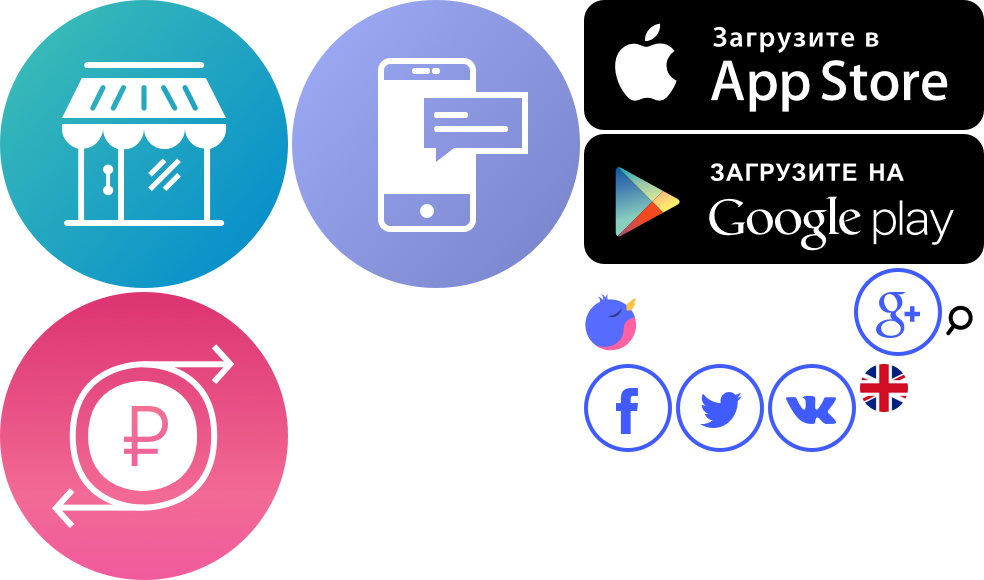 Загрузите в
App Store
ЗАГРУЗИТЕ НА
Google play
g+
₽